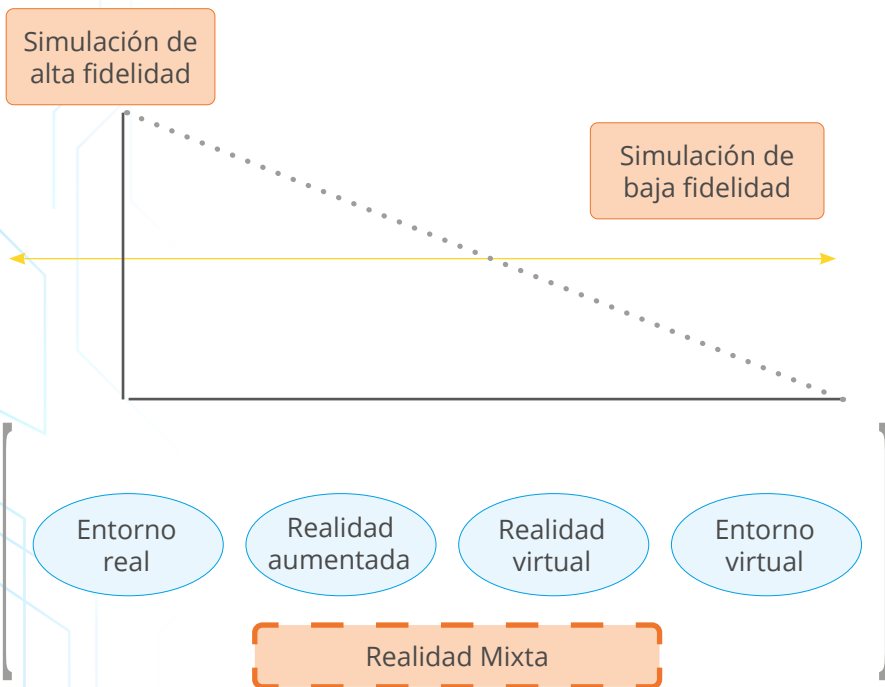 Simulación de
alta fidelidad
Simulación de
baja fidelidad
Entorno
real
Realidad
aumentada
Realidad
virtual
Entorno
virtual
Realidad Mixta